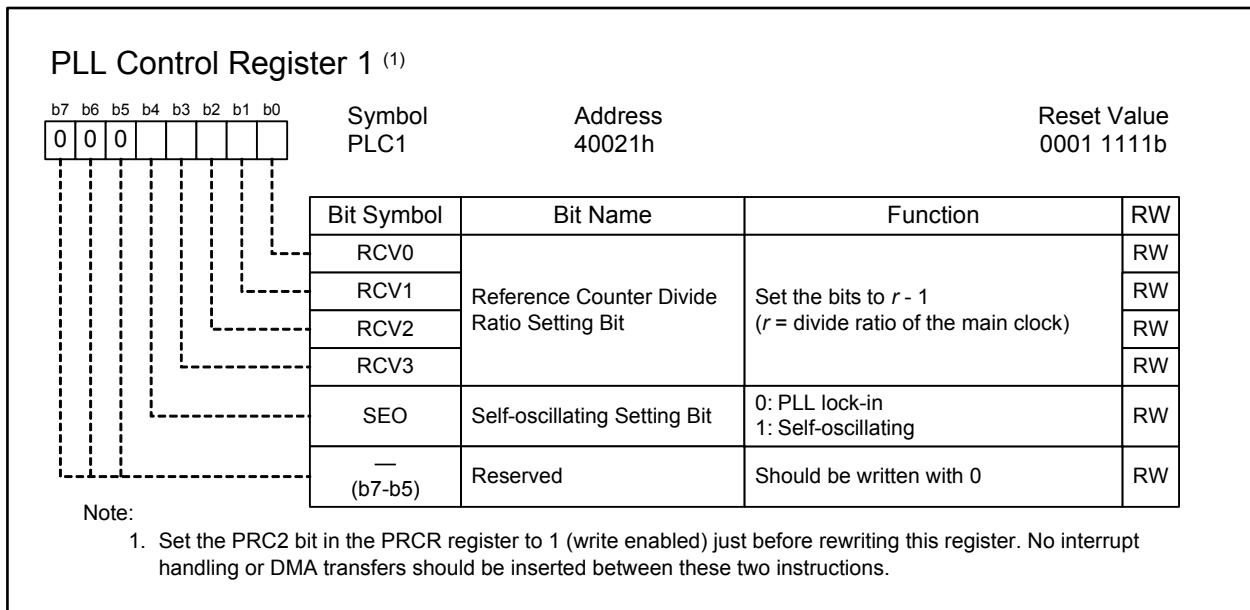 PLL Control Register 1 (1)
b7 b6 b5 b4 b3 b2 b1 b0
0 0 0
Symbol Address Reset Value
PLC1 40021h 0001 1111b
Bit Symbol Bit Name Function RW
RCV0 RW
RCV1 RW
RCV2 RW
RCV3 RW
Reference Counter Divide
Ratio Setting Bit
Set the bits to r - 1
(r = divide ratio of the main clock)
SEO Self-oscillating Setting Bit 0: PLL lock-in
1: Self-oscillating RW
—
(b7-b5) Reserved Should be written with 0 RW
Note:
1. Set the PRC2 bit in the PRCR register to 1 (write enabled) just before rewriting this register. No interrupt
handling or DMA transfers should be inserted between these two instructions.